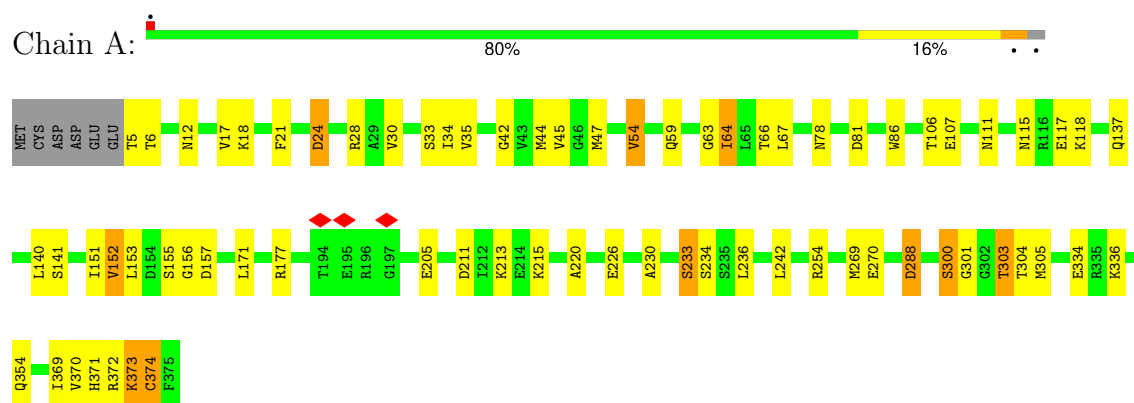 Chain A:
80% 16%
MET CYS ASP ASP GLU GLU T5 T6 N12 V17 K18 F21 D24 R28 A29 V30 S33 I34 V35 G42 V43 M44 V45 G46 M47 V54 Q59 G63 I64 L65 T66 L67 N78 D81 W86 T106 E107 N111 N115 R116 E117 K118 Q137
L140 S141 I151 V152 L153 D154 S155 G156 D157 L171 R177 T194 E195 R196 G197 E205 D211 I212 K213 E214 K215 A220 E226 A230 S233 S234 S235 L236 L242 R254 M269 E270 D288 S300 G301 G302 T303 T304 M305 E334 R335 K336
Q354 I369 V370 H371 R372 K373 C374 F375